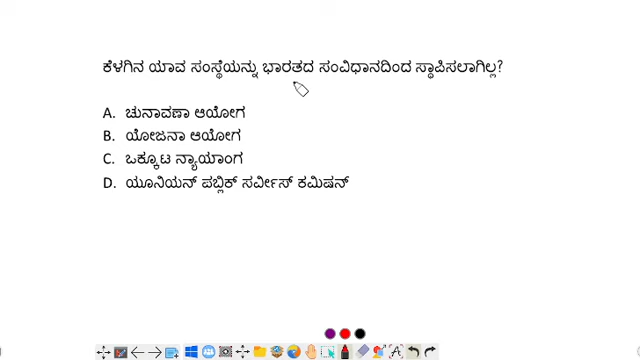 ಕೆಳಗಿನ ಯಾವ ಸಂಸ್ಥೆಯನ್ನು ಭಾರತದ ಸಂವಿಧಾನದಿಂದ ಸ್ಥಾಪಿಸಲಾಗಿಲ್ಲ?
A. ಚುನಾವಣಾ ಆಯೋಗ
B. ಯೋಜನಾ ಆಯೋಗ
C. ಒಕ್ಕೂಟ ನ್ಯಾಯಾಂಗ
D. ಯೂನಿಯನ್ ಪಬ್ಲಿಕ್ ಸರ್ವೀಸ್ ಕಮಿಷನ್